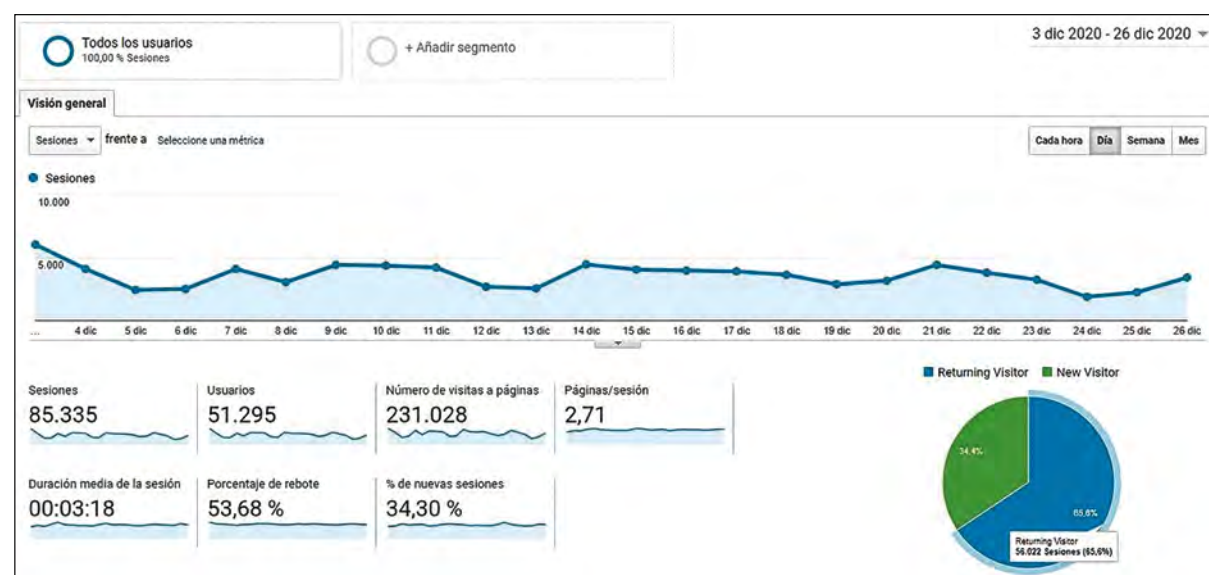 Todos los usuarios
100,00 % Sesiones
+ Añadir segmento
3 dic 2020 - 26 dic 2020
Visión general
Sesiones frente a Seleccione una métrica
Cada hora Día Semana Mes
Sesiones
10.000
5.000
... 4 dic 5 dic 6 dic 7 dic 8 dic 9 dic 10 dic 11 dic 12 dic 13 dic 14 dic 15 dic 16 dic 17 dic 18 dic 19 dic 20 dic 21 dic 22 dic 23 dic 24 dic 25 dic 26 dic
Returning Visitor New Visitor
Sesiones Usuarios Número de visitas a páginas Páginas/sesión
85.335 51.295 231.028 2,71
Duración media de la sesión Porcentaje de rebote % de nuevas sesiones
00:03:18 53,68 % 34,30 %
34,4%
65,6%
Returning Visitor
56.022 Sesiones (65,6%)